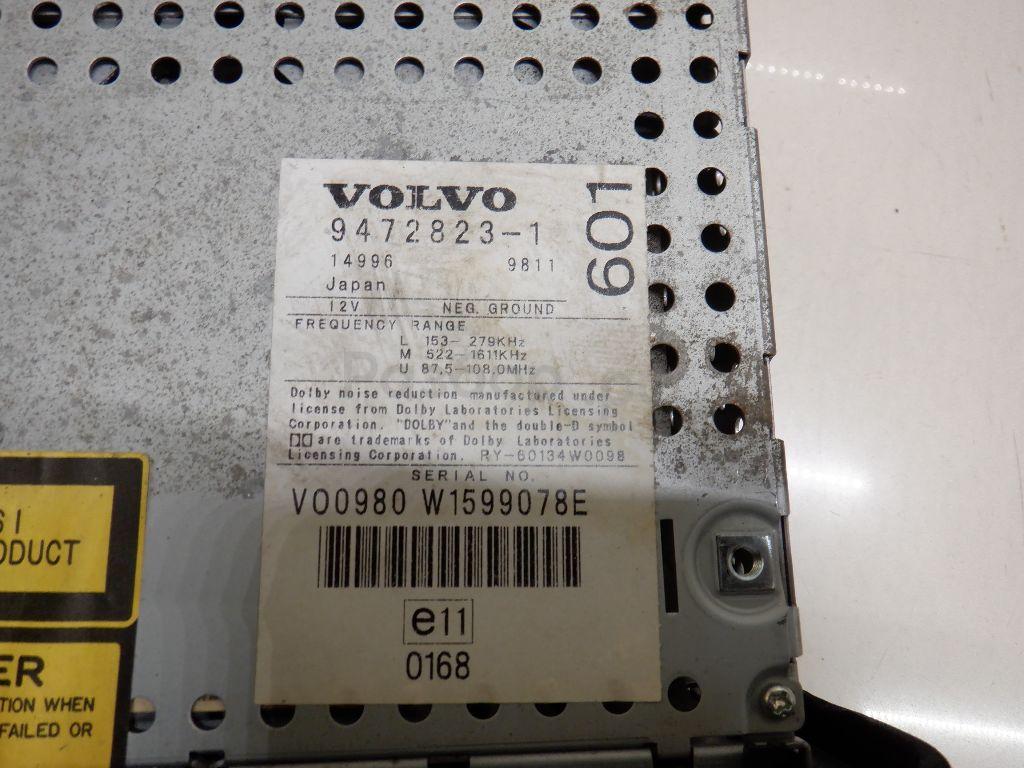 VOLVO
601
9472823-1
14996 9811
Japan
12V NEG. GROUND
FREQUENCY RANGE
L 153- 279KHz
M 522-1611KHz
U 87,5-108,0MHz
Dolby noise reduction manufactured under
license from Dolby Laboratories Licensing
Corporation. "DOLBY"and the double-D symbol
are trademarks of Dolby Laboratories
Licensing Corporation. RY-60134W0098
SERIAL NO.
V00980 W1599078E
e11
0168
SI
ODUCT
ER
TION WHEN
FAILED OR